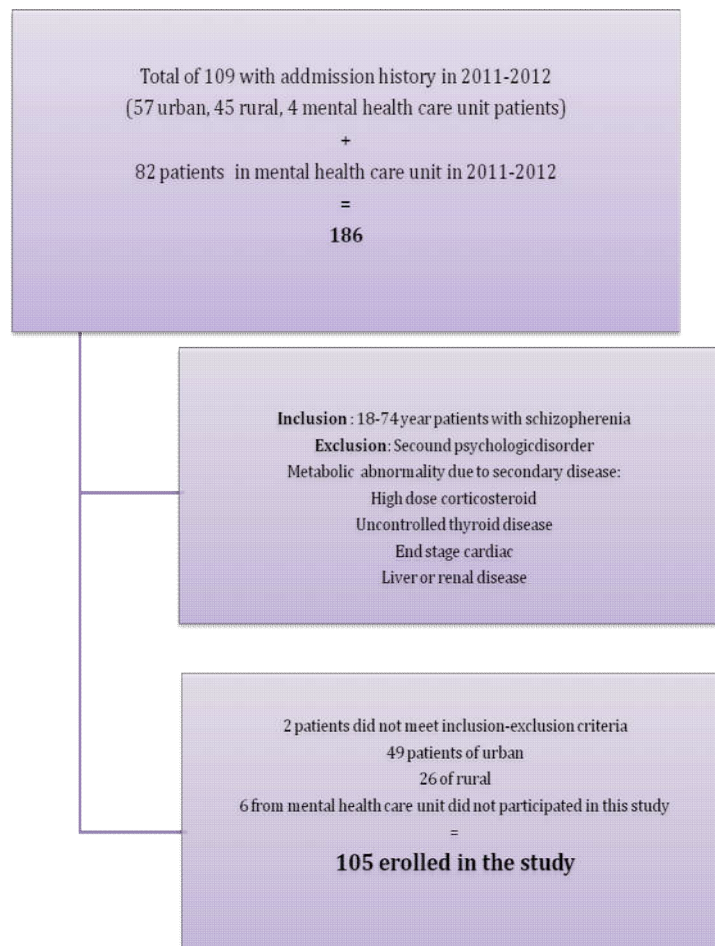 Total of 109 with addmission history in 2011-2012
(57 urban, 45 rural, 4 mental health care unit patients)
+
82 patients in mental health care unit in 2011-2012
=
186
Inclusion : 18-74 year patients with schizopherenia
Exclusion: Secound psychologicdisorder
Metabolic abnormality due to secondary disease:
High dose corticosteroid
Uncontrolled thyroid disease
End stage cardiac
Liver or renal disease
2 patients did not meet inclusion-exclusion criteria
49 patients of urban
26 of rural
6 from mental health care unit did not participated in this study
=
105 erolled in the study